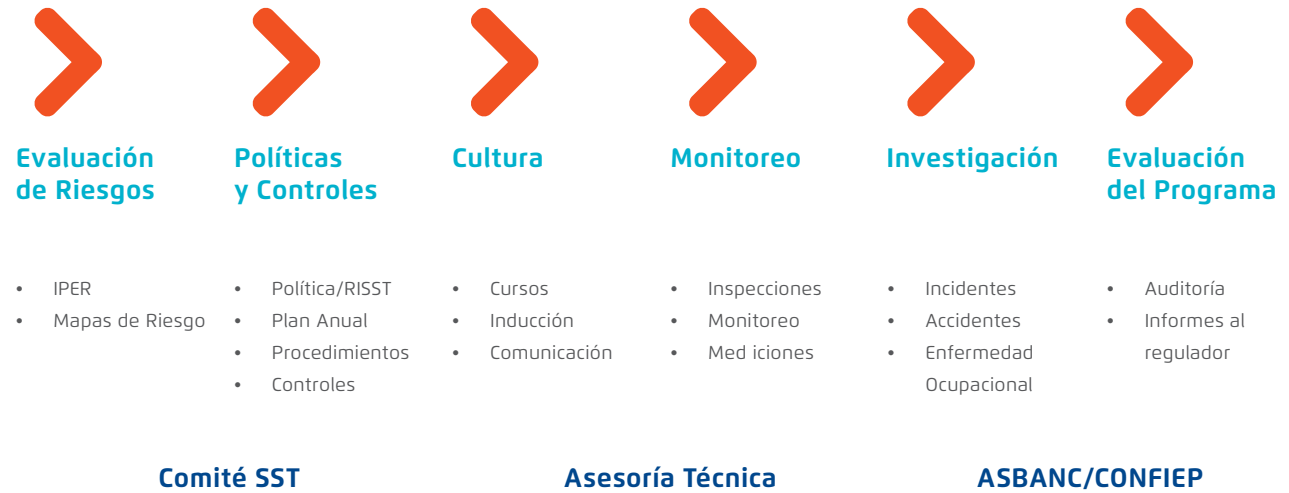 Evaluación
de Riesgos
Políticas
y Controles
Cultura
Monitoreo
Investigación
Evaluación
del Programa
• IPER
• Mapas de Riesgo
• Política/RISST
• Plan Anual
• Procedimientos
• Controles
• Cursos
• Inducción
• Comunicación
• Inspecciones
• Monitoreo
• Med iciones
• Incidentes
• Accidentes
• Enfermedad
Ocupacional
• Auditoría
• Informes al
regulador
Comité SST
Asesoría Técnica
ASBANC/CONFIEP